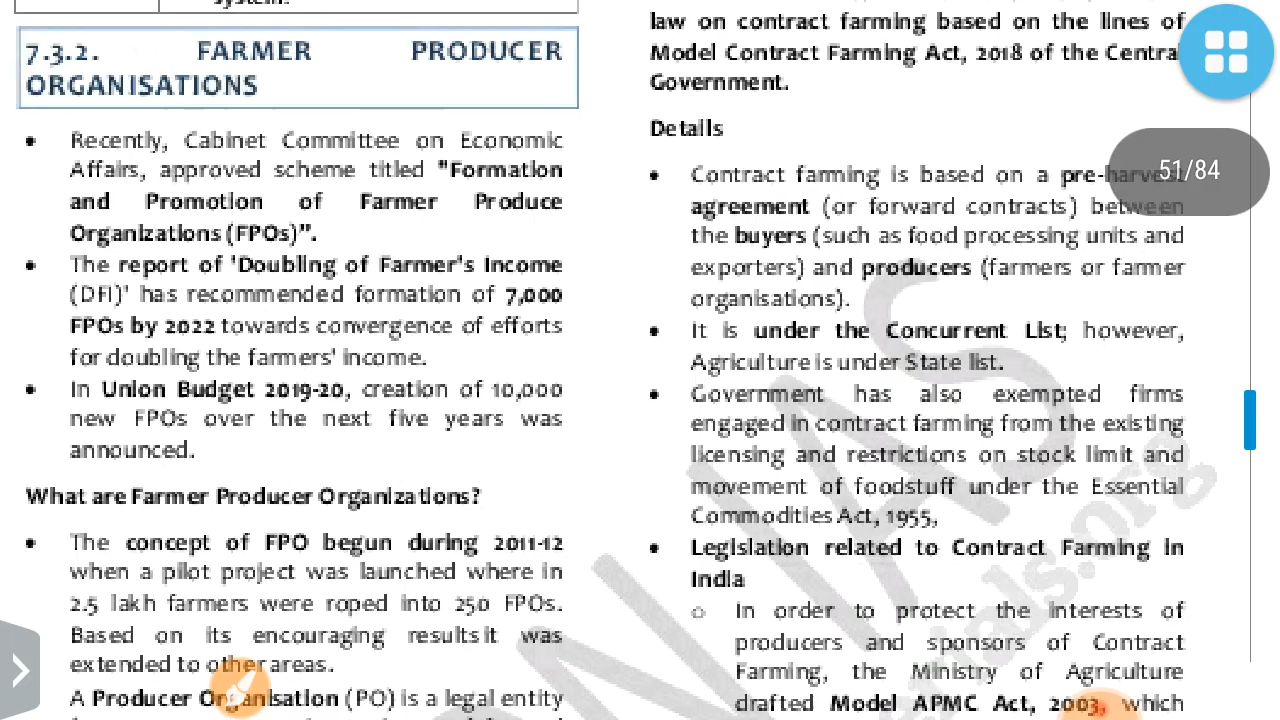 system.
7.3.2. FARMER PRODUCER
ORGANISATIONS
• Recently, Cabinet Committee on Economic
Affairs, approved scheme titled "Formation
and Promotion of Farmer Produce
Organizations (FPOs)".
• The report of 'Doubling of Farmer's Income
(DFI)' has recommended formation of 7,000
FPOs by 2022 towards convergence of efforts
for doubling the farmers' income.
• In Union Budget 2019-20, creation of 10,000
new FPOs over the next five years was
announced.
What are Farmer Producer Organizations?
• The concept of FPO begun during 2011-12
when a pilot project was launched where in
2.5 lakh farmers were roped into 250 FPOs.
Based on its encouraging results it was
extended to other areas.
A Producer Organisation (PO) is a legal entity
law on contract farming based on the lines of
Model Contract Farming Act, 2018 of the Central
Government.
Details
• Contract farming is based on a pre-harvest
agreement (or forward contracts) between
the buyers (such as food processing units and
exporters) and producers (farmers or farmer
organisations).
• It is under the Concurrent List; however,
Agriculture is under State list.
• Government has also exempted firms
engaged in contract farming from the existing
licensing and restrictions on stock limit and
movement of foodstuff under the Essential
Commodities Act, 1955,
• Legislation related to Contract Farming in
India
o In order to protect the interests of
producers and sponsors of Contract
Farming, the Ministry of Agriculture
drafted Model APMC Act, 2003, which
51/84
IAS
als.org